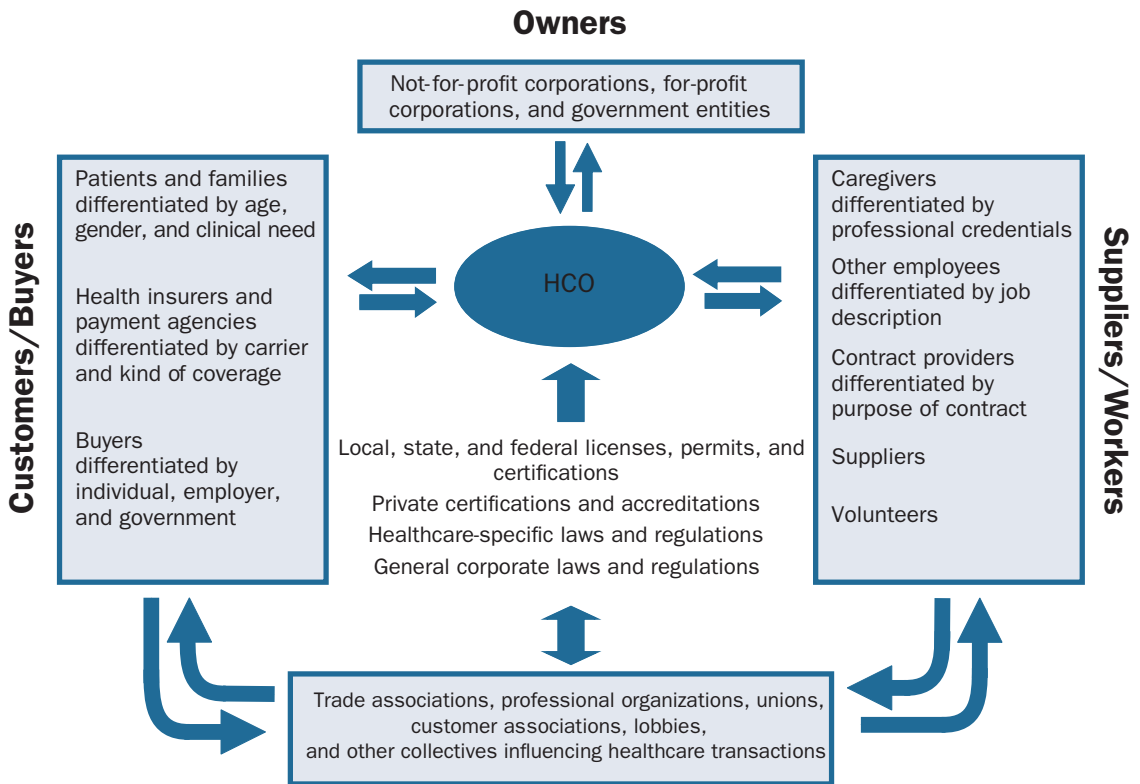 Owners
Not-for-profit corporations, for-profit
corporations, and government entities
Customers/Buyers
Patients and families
differentiated by age,
gender, and clinical need
Health insurers and
payment agencies
differentiated by carrier
and kind of coverage
Buyers
differentiated by
individual, employer,
and government
HCO
Local, state, and federal licenses, permits, and
certifications
Private certifications and accreditations
Healthcare-specific laws and regulations
General corporate laws and regulations
Caregivers
differentiated by
professional credentials
Other employees
differentiated by job
description
Contract providers
differentiated by
purpose of contract
Suppliers
Volunteers
Suppliers/Workers
Trade associations, professional organizations, unions,
customer associations, lobbies,
and other collectives influencing healthcare transactions